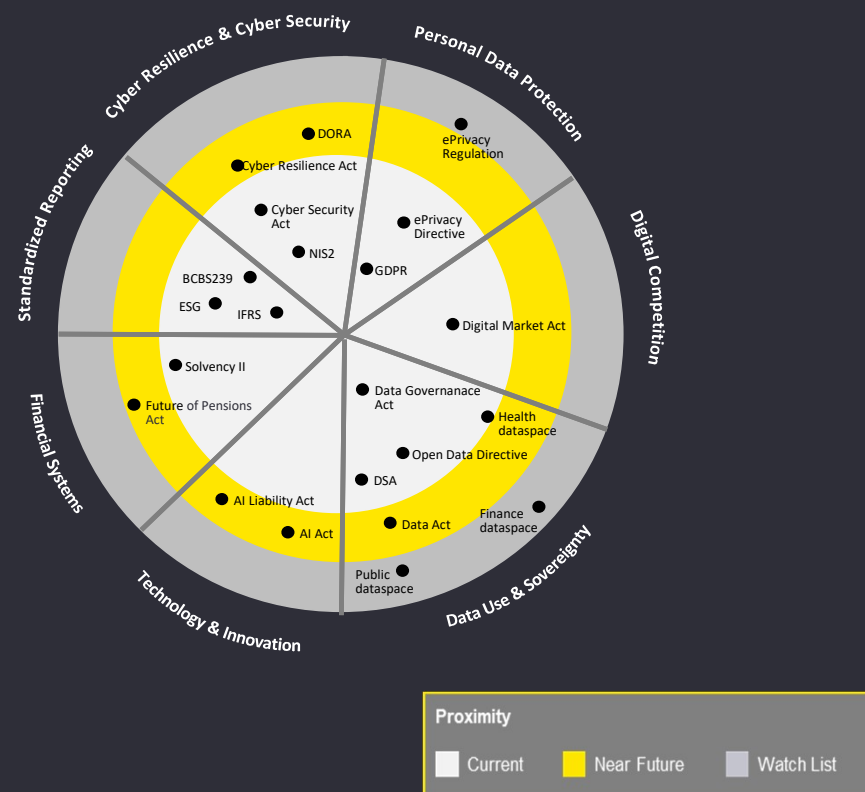 Cyber Resilience & Cyber Security
Personal Data Protection
Digital Competition
Data Use & Sovereignty
Technology & Innovation
Financial Systems
Standardized Reporting
DORA
Cyber Resilience Act
Cyber Security
Act
NIS2
ePrivacy
Regulation
ePrivacy
Directive
GDPR
BCBS239
ESG
IFRS
Digital Market Act
Solvency II
Future of Pensions
Act
Data Governanace
Act
Health
dataspace
Open Data Directive
DSA
Finance
dataspace
Data Act
Public
dataspace
AI Liability Act
AI Act
Proximity
Current
Near Future
Watch List